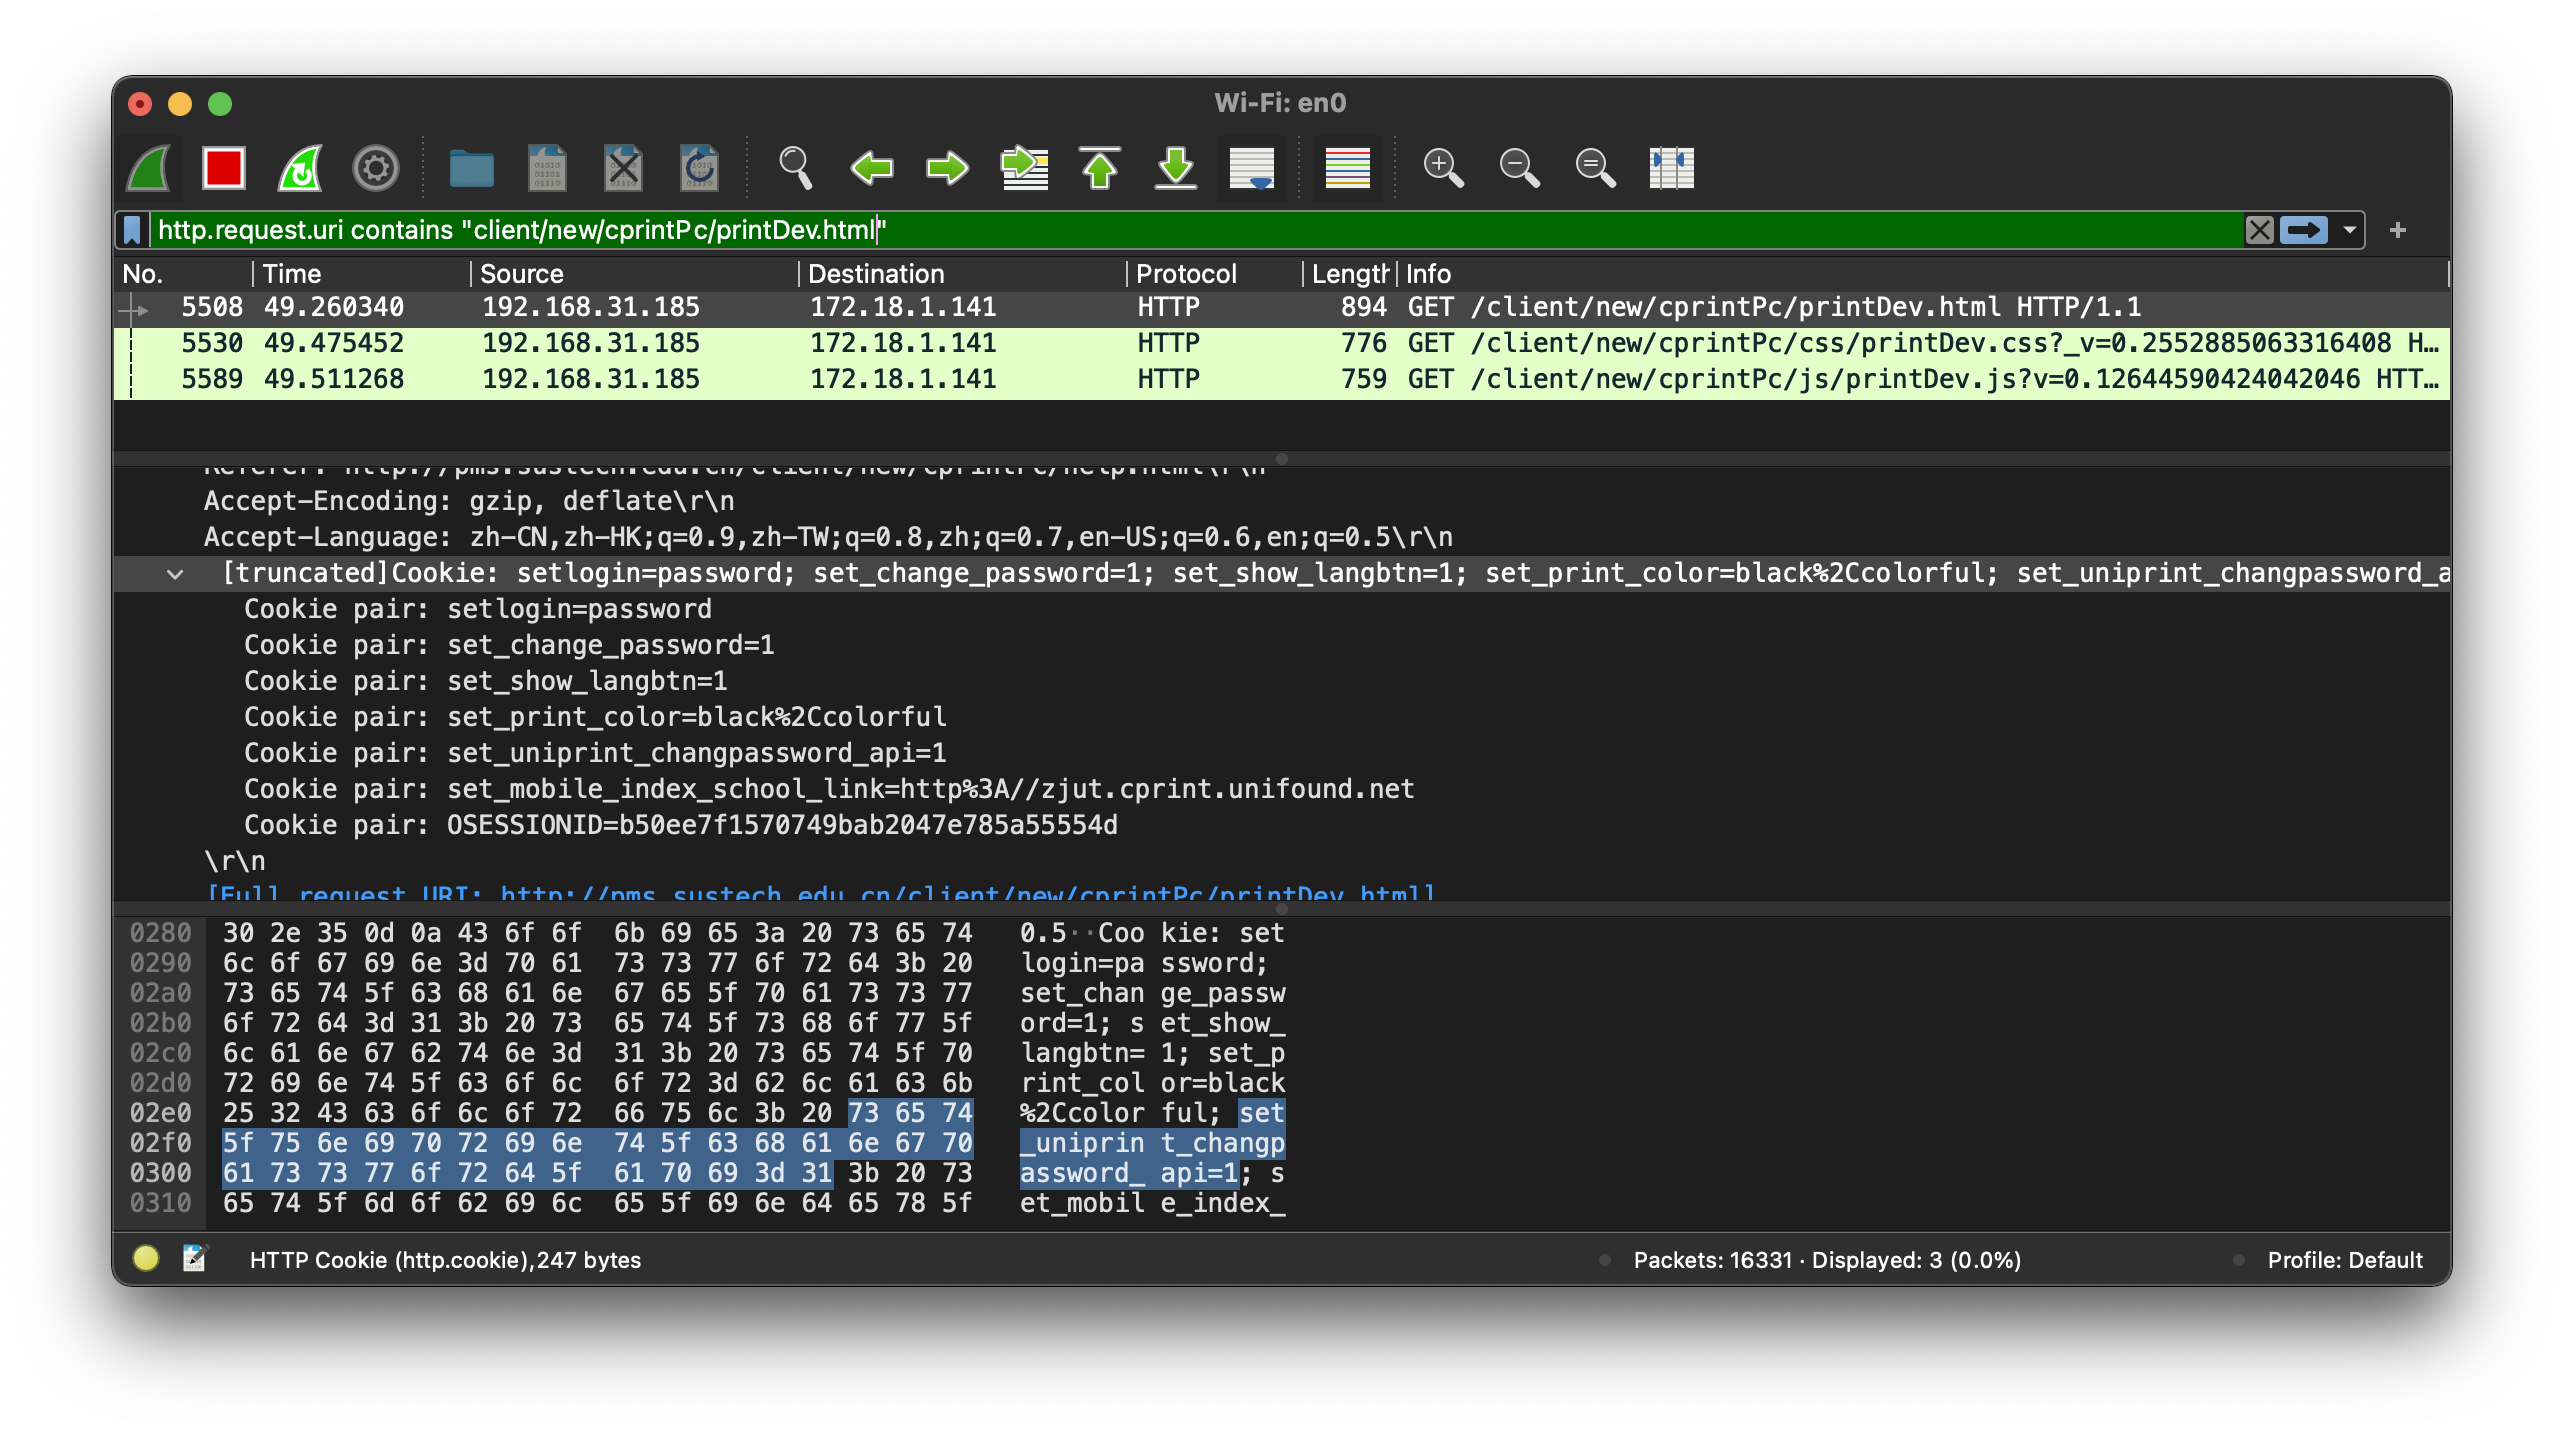 Wi-Fi: en0
http.request.uri contains "client/new/cprintPc/printDev.html"
No. Time Source Destination Protocol Length Info
5508 49.260340 192.168.31.185 172.18.1.141 HTTP 894 GET /client/new/cprintPc/printDev.html HTTP/1.1
5530 49.475452 192.168.31.185 172.18.1.141 HTTP 776 GET /client/new/cprintPc/css/printDev.css?_v=0.2552885063316408 H…
5589 49.511268 192.168.31.185 172.18.1.141 HTTP 759 GET /client/new/cprintPc/js/printDev.js?v=0.12644590424042046 HTT…
Referer: http://pms.sustech.edu.cn/client/new/cprintPc/help.html\r\n
Accept-Encoding: gzip, deflate\r\n
Accept-Language: zh-CN,zh-HK;q=0.9,zh-TW;q=0.8,zh;q=0.7,en-US;q=0.6,en;q=0.5\r\n
[truncated]Cookie: setlogin=password; set_change_password=1; set_show_langbtn=1; set_print_color=black%2Ccolorful; set_uniprint_changpassword_a
Cookie pair: setlogin=password
Cookie pair: set_change_password=1
Cookie pair: set_show_langbtn=1
Cookie pair: set_print_color=black%2Ccolorful
Cookie pair: set_uniprint_changpassword_api=1
Cookie pair: set_mobile_index_school_link=http%3A//zjut.cprint.unifound.net
Cookie pair: OSESSIONID=b50ee7f1570749bab2047e785a55554d
\r\n
[Full request URI: http://pms.sustech.edu.cn/client/new/cprintPc/printDev.html]
0280 30 2e 35 0d 0a 43 6f 6f 6b 69 65 3a 20 73 65 74 0.5··Coo kie: set
0290 6c 6f 67 69 6e 3d 70 61 73 73 77 6f 72 64 3b 20 login=pa ssword;
02a0 73 65 74 5f 63 68 61 6e 67 65 5f 70 61 73 73 77 set_chan ge_passw
02b0 6f 72 64 3d 31 3b 20 73 65 74 5f 73 68 6f 77 5f ord=1; s et_show_
02c0 6c 61 6e 67 62 74 6e 3d 31 3b 20 73 65 74 5f 70 langbtn= 1; set_p
02d0 72 69 6e 74 5f 63 6f 6c 6f 72 3d 62 6c 61 63 6b rint_col or=black
02e0 25 32 43 63 6f 6c 6f 72 66 75 6c 3b 20 73 65 74 %2Ccolor ful; set
02f0 5f 75 6e 69 70 72 69 6e 74 5f 63 68 61 6e 67 70 _uniprin t_changp
0300 61 73 73 77 6f 72 64 5f 61 70 69 3d 31 3b 20 73 assword_ api=1; s
0310 65 74 5f 6d 6f 62 69 6c 65 5f 69 6e 64 65 78 5f et_mobil e_index_
HTTP Cookie (http.cookie),247 bytes
Packets: 16331 · Displayed: 3 (0.0%)
Profile: Default